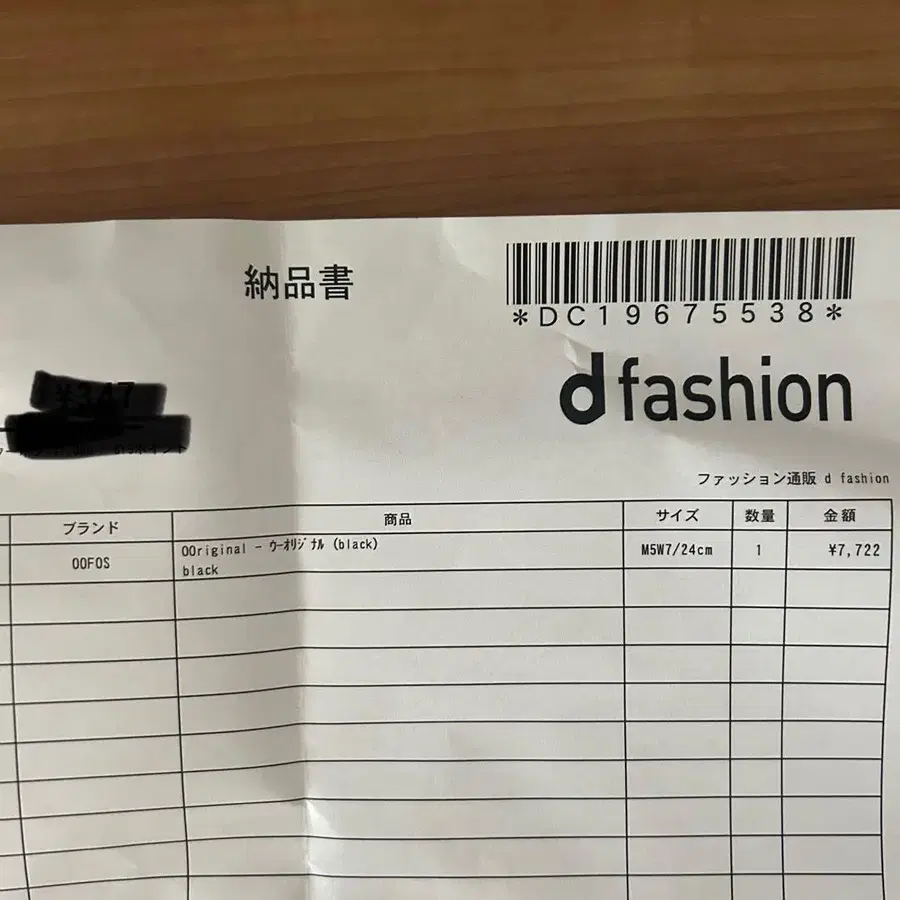 納品書
*DC19675538*
d fashion
¥347
ファッション通販 d fashion
ブランド 商品 サイズ 数量 金額
OOFOS OOriginal - ウーオリジナル (black) M5W7/24cm 1 ¥7,722
black